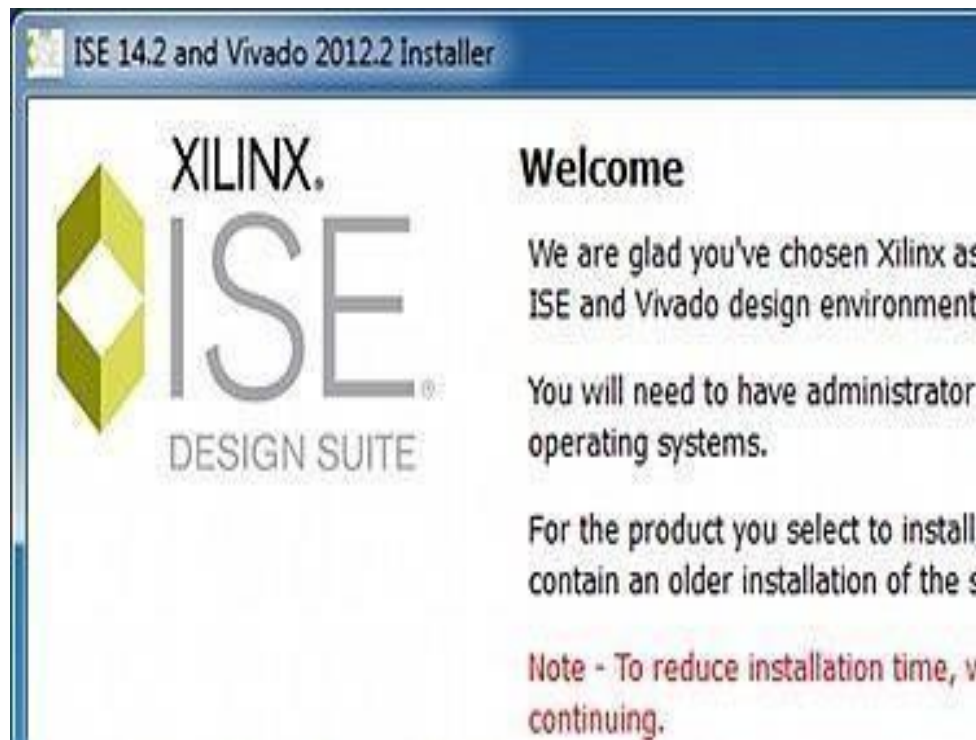 ISE 14.2 and Vivado 2012.2 Installer
XILINX®
ISE®
DESIGN SUITE
Welcome
We are glad you've chosen Xilinx as
ISE and Vivado design environment
You will need to have administrator
operating systems.
For the product you select to install
contain an older installation of the s
Note - To reduce installation time, v
continuing.